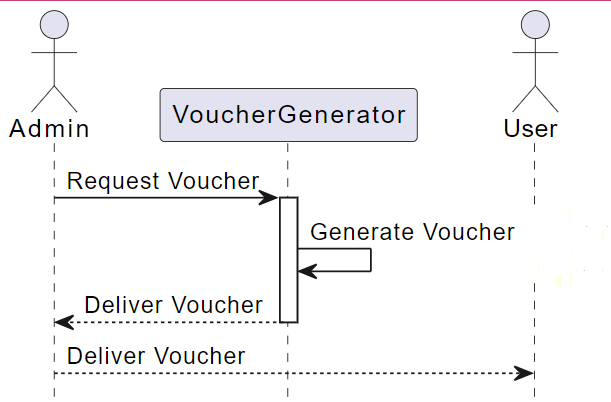 Admin
VoucherGenerator
User
Request Voucher
Generate Voucher
Deliver Voucher
Deliver Voucher